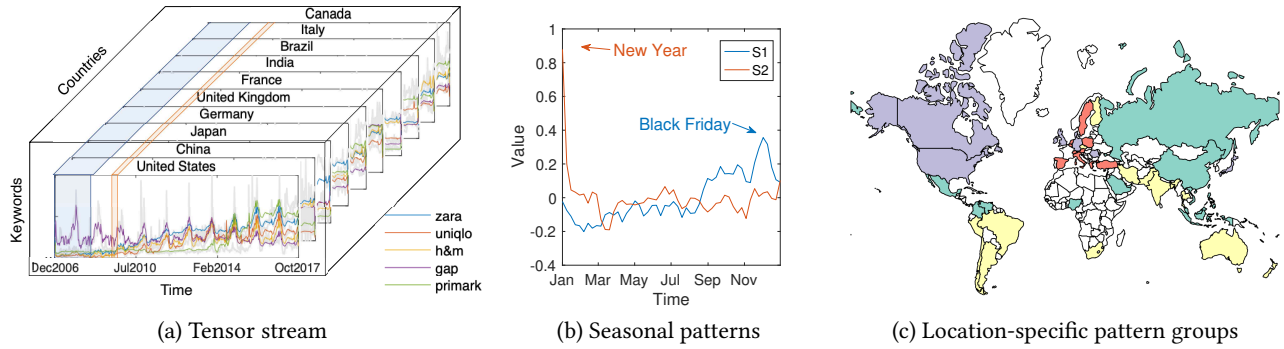 Canada
Italy
Brazil
India
France
United Kingdom
Germany
Japan
China
United States
Countries
Keywords
Dec2006 Jul2010 Feb2014 Oct2017
Time
zara
uniqlo
h&m
gap
primark
(a) Tensor stream
1
0.8
0.6
0.4
0.2
0
-0.2
-0.4
Value
New Year
Black Friday
S1
S2
Jan Mar May Jul Sep Nov
Time
(b) Seasonal patterns
(c) Location-specific pattern groups